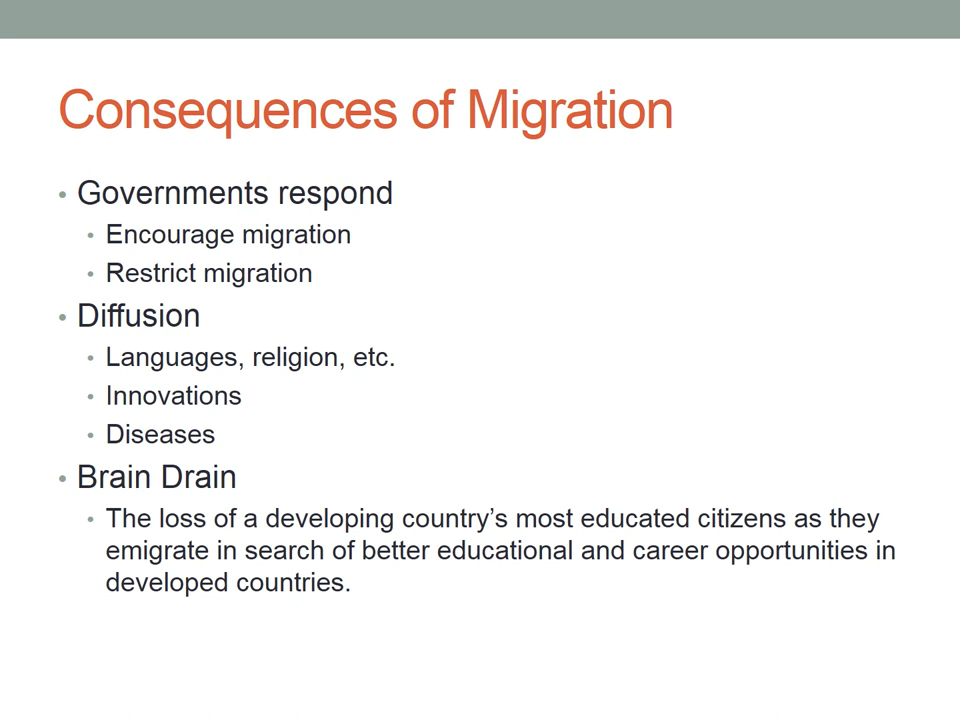 Consequences of Migration
• Governments respond
• Encourage migration
• Restrict migration
• Diffusion
• Languages, religion, etc.
• Innovations
• Diseases
• Brain Drain
• The loss of a developing country’s most educated citizens as they
emigrate in search of better educational and career opportunities in
developed countries.